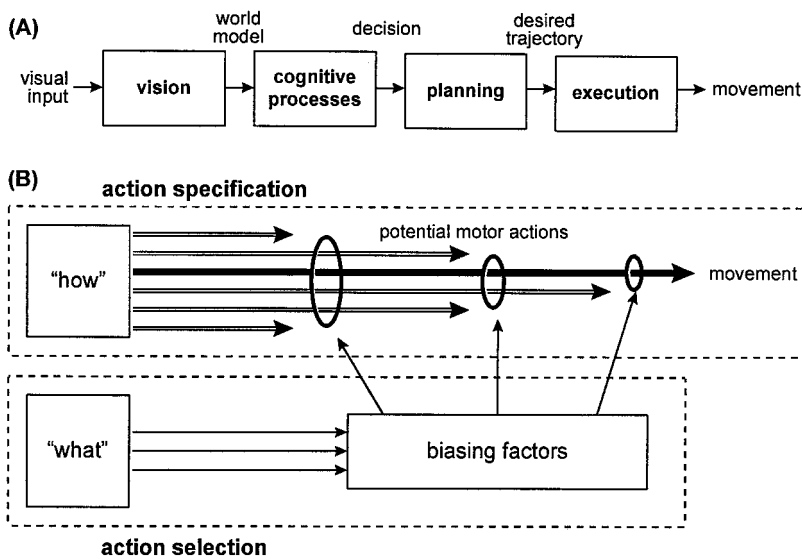 (A)
world model
decision
desired trajectory
visual input
vision
cognitive processes
planning
execution
movement
(B)
action specification
"how"
potential motor actions
movement
"what"
biasing factors
action selection